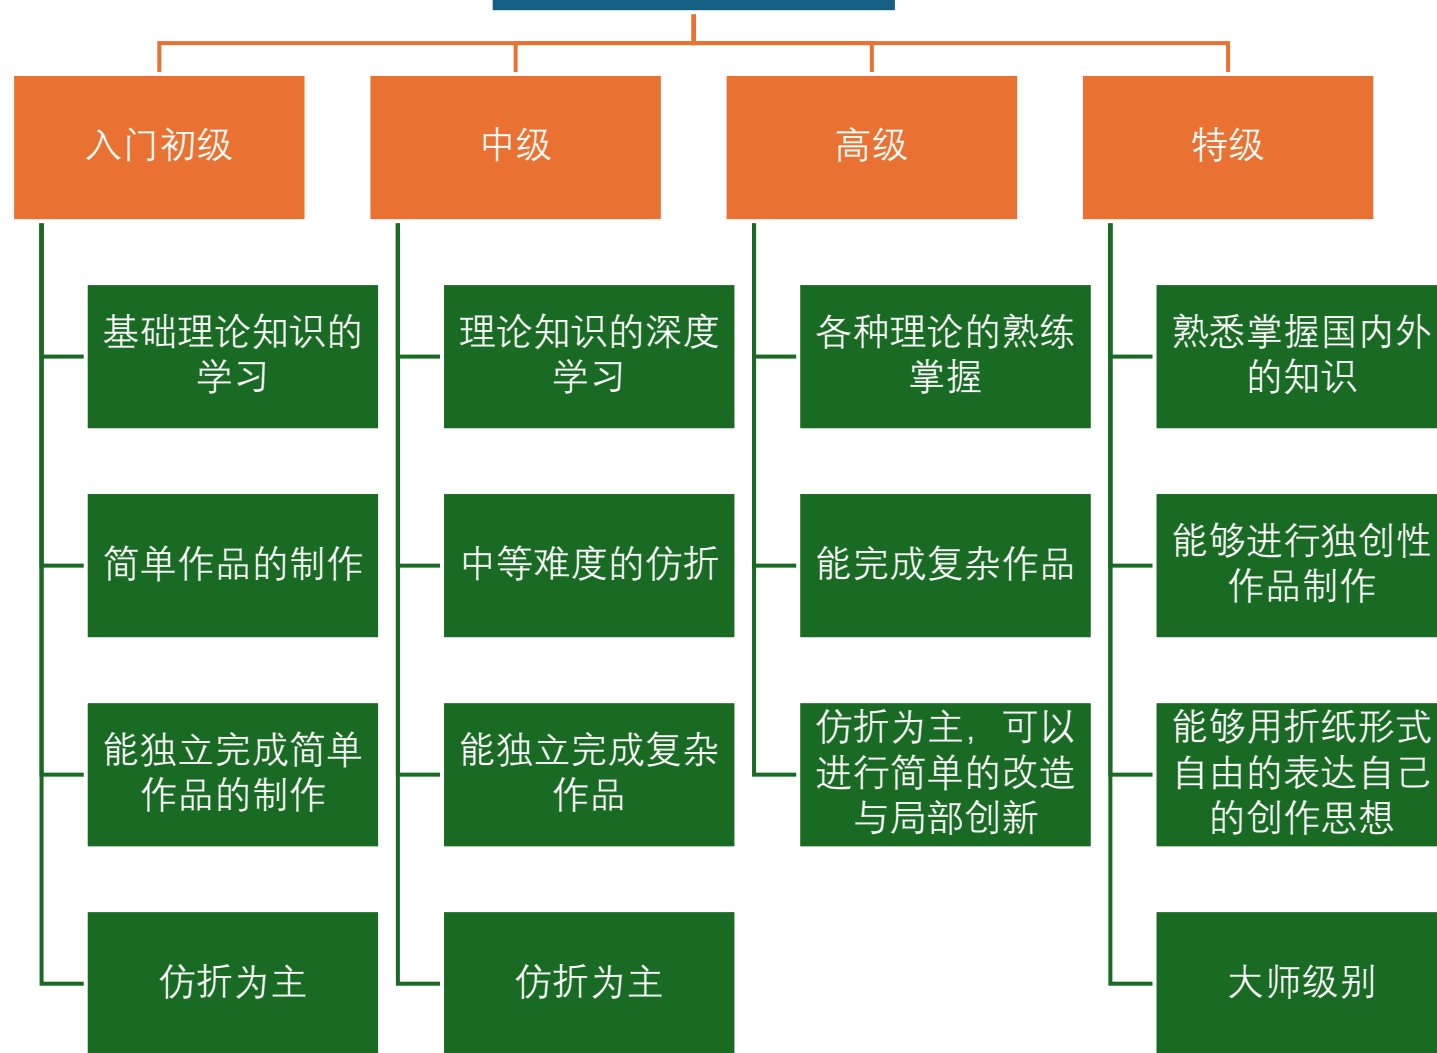 入门初级
中级
高级
特级
基础理论知识的
学习
理论知识的深度
学习
各种理论的熟练
掌握
熟悉掌握国内外
的知识
简单作品的制作
中等难度的仿折
能完成复杂作品
能够进行独创性
作品制作
能独立完成简单
作品的制作
能独立完成复杂
作品
仿折为主，可以
进行简单的改造
与局部创新
能够用折纸形式
自由的表达自己
的创作思想
仿折为主
仿折为主
大师级别